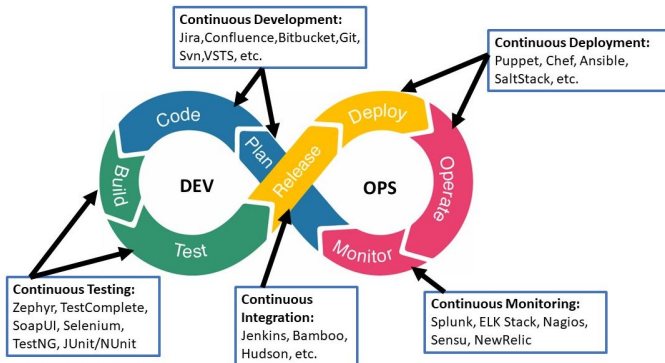 Continuous Development:
Jira,Confluence,Bitbucket,Git,
Svn,VSTS, etc.
Continuous Deployment:
Puppet, Chef, Ansible,
SaltStack, etc.
Code
Plan
Build
Test
DEV
Release
Deploy
OPS
Operate
Monitor
Continuous Testing:
Zephyr, TestComplete,
SoapUI, Selenium,
TestNG, JUnit/NUnit
Continuous
Integration:
Jenkins, Bamboo,
Hudson, etc.
Continuous Monitoring:
Splunk, ELK Stack, Nagios,
Sensu, NewRelic